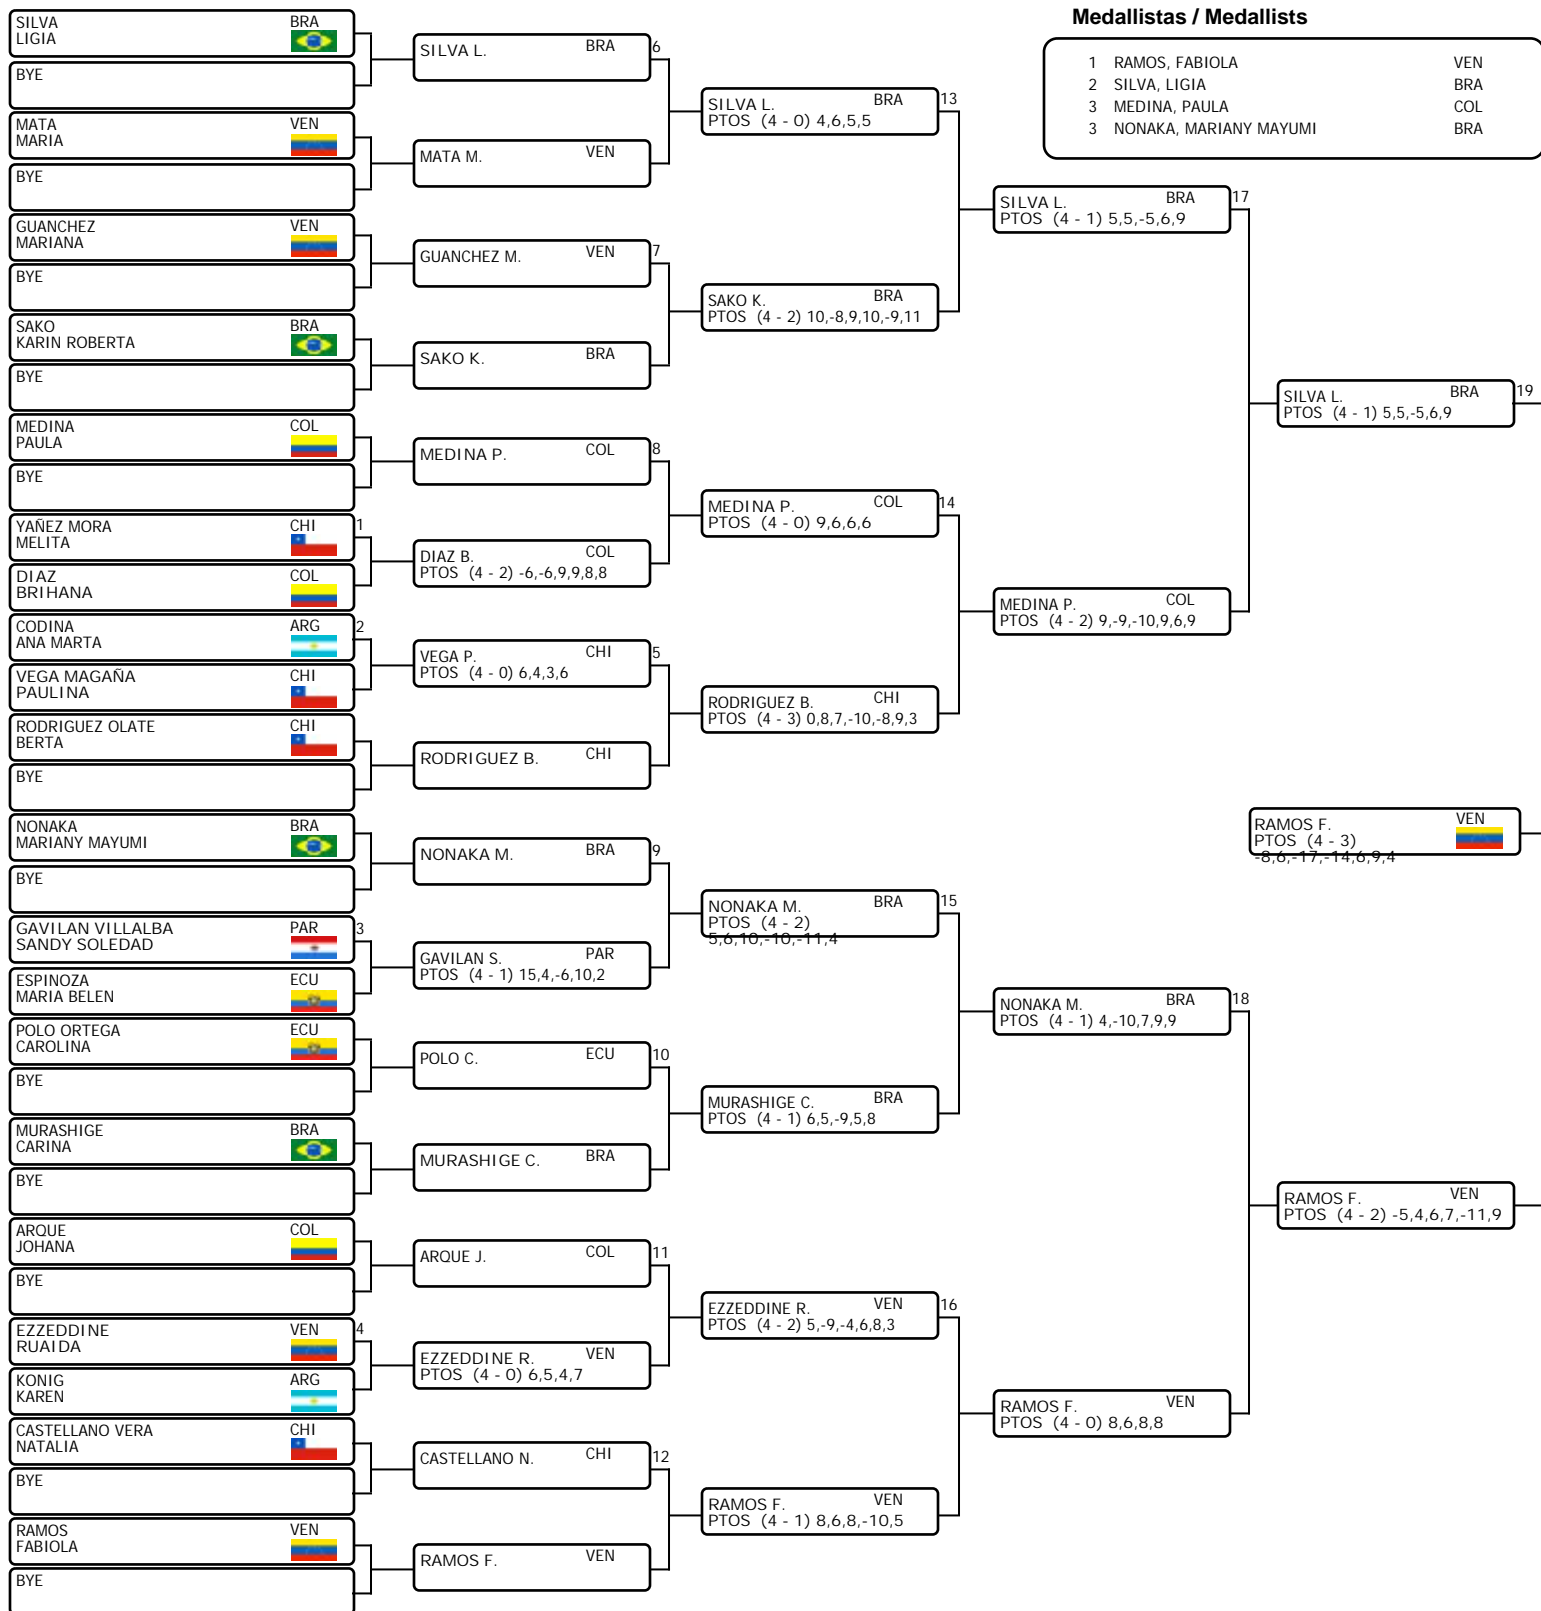 Medallistas / Medallists
1 RAMOS, FABIOLA VEN
2 SILVA, LIGIA BRA
3 MEDINA, PAULA COL
3 NONAKA, MARIANY MAYUMI BRA
SILVA BRA
LIGIA
BYE
MATA VEN
MARIA
BYE
GUANCHEZ VEN
MARIANA
BYE
SAKO BRA
KARIN ROBERTA
BYE
MEDINA COL
PAULA
BYE
YAÑEZ MORA CHI 1
MELITA
DIAZ COL
BRIHANA
CODINA ARG 2
ANA MARTA
VEGA MAGAÑA CHI
PAULINA
RODRIGUEZ OLATE CHI
BERTA
BYE
NONAKA BRA
MARIANY MAYUMI
BYE
GAVILAN VILLALBA PAR 3
SANDY SOLEDAD
ESPINOZA ECU
MARIA BELEN
POLO ORTEGA ECU
CAROLINA
BYE
MURASHIGE BRA
CARINA
BYE
ARQUE COL
JOHANA
BYE
EZZEDDINE VEN 4
RUAIDA
KONIG ARG
KAREN
CASTELLANO VERA CHI
NATALIA
BYE
RAMOS VEN
FABIOLA
BYE
SILVA L. BRA 6
MATA M. VEN
GUANCHEZ M. VEN 7
SAKO K. BRA
MEDINA P. COL 8
DIAZ B. COL
PTOS (4 - 2) -6,-6,9,9,8,8
VEGA P. CHI 5
PTOS (4 - 0) 6,4,3,6
RODRIGUEZ B. CHI
NONAKA M. BRA 9
GAVILAN S. PAR
PTOS (4 - 1) 15,4,-6,10,2
POLO C. ECU 10
MURASHIGE C. BRA
ARQUE J. COL 11
EZZEDDINE R. VEN
PTOS (4 - 0) 6,5,4,7
CASTELLANO N. CHI 12
RAMOS F. VEN
SILVA L. BRA 13
PTOS (4 - 0) 4,6,5,5
SAKO K. BRA
PTOS (4 - 2) 10,-8,9,10,-9,11
MEDINA P. COL 14
PTOS (4 - 0) 9,6,6,6
RODRIGUEZ B. CHI
PTOS (4 - 3) 0,8,7,-10,-8,9,3
NONAKA M. BRA 15
PTOS (4 - 2)
5,6,10,-10,-11,4
MURASHIGE C. BRA
PTOS (4 - 1) 6,5,-9,5,8
EZZEDDINE R. VEN 16
PTOS (4 - 2) 5,-9,-4,6,8,3
RAMOS F. VEN
PTOS (4 - 1) 8,6,8,-10,5
SILVA L. BRA 17
PTOS (4 - 1) 5,5,-5,6,9
MEDINA P. COL
PTOS (4 - 2) 9,-9,-10,9,6,9
NONAKA M. BRA 18
PTOS (4 - 1) 4,-10,7,9,9
RAMOS F. VEN
PTOS (4 - 0) 8,6,8,8
SILVA L. BRA 19
PTOS (4 - 1) 5,5,-5,6,9
RAMOS F. VEN
PTOS (4 - 2) -5,4,6,7,-11,9
RAMOS F. VEN
PTOS (4 - 3)
-8,6,-17,-14,6,9,4